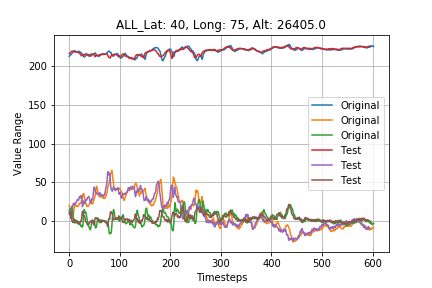 ALL_Lat: 40, Long: 75, Alt: 26405.0
Value Range
200
150
100
50
0
Original
Original
Original
Test
Test
Test
0 100 200 300 400 500 600
Timesteps